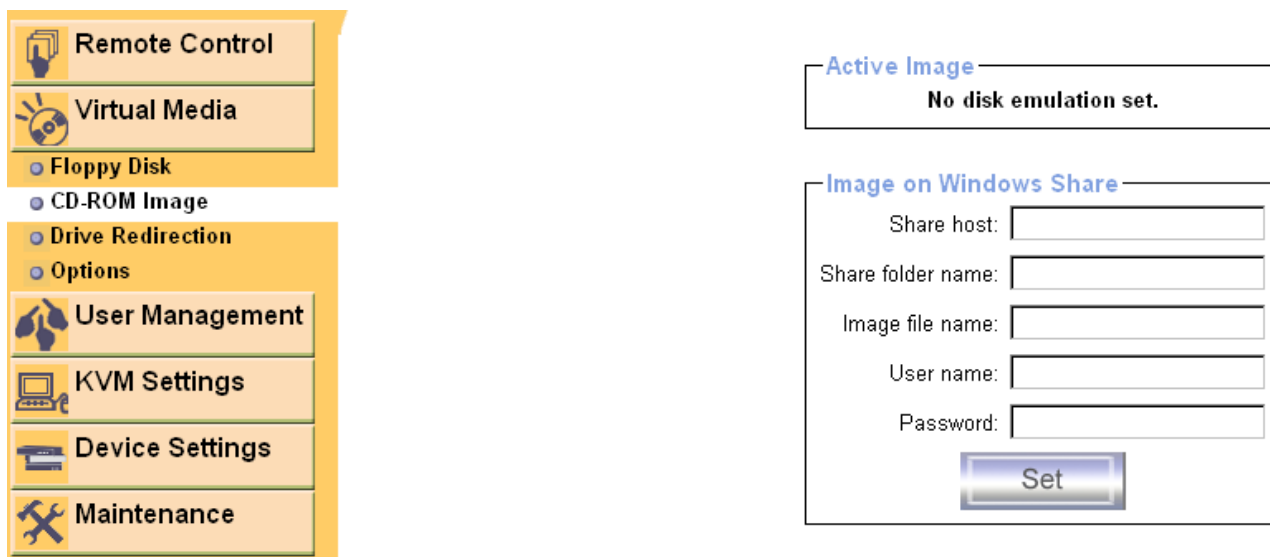 Remote Control
Virtual Media
Floppy Disk
CD-ROM Image
Drive Redirection
Options
User Management
KVM Settings
Device Settings
Maintenance
Active Image
No disk emulation set.
Image on Windows Share
Share host:
Share folder name:
Image file name:
User name:
Password:
Set